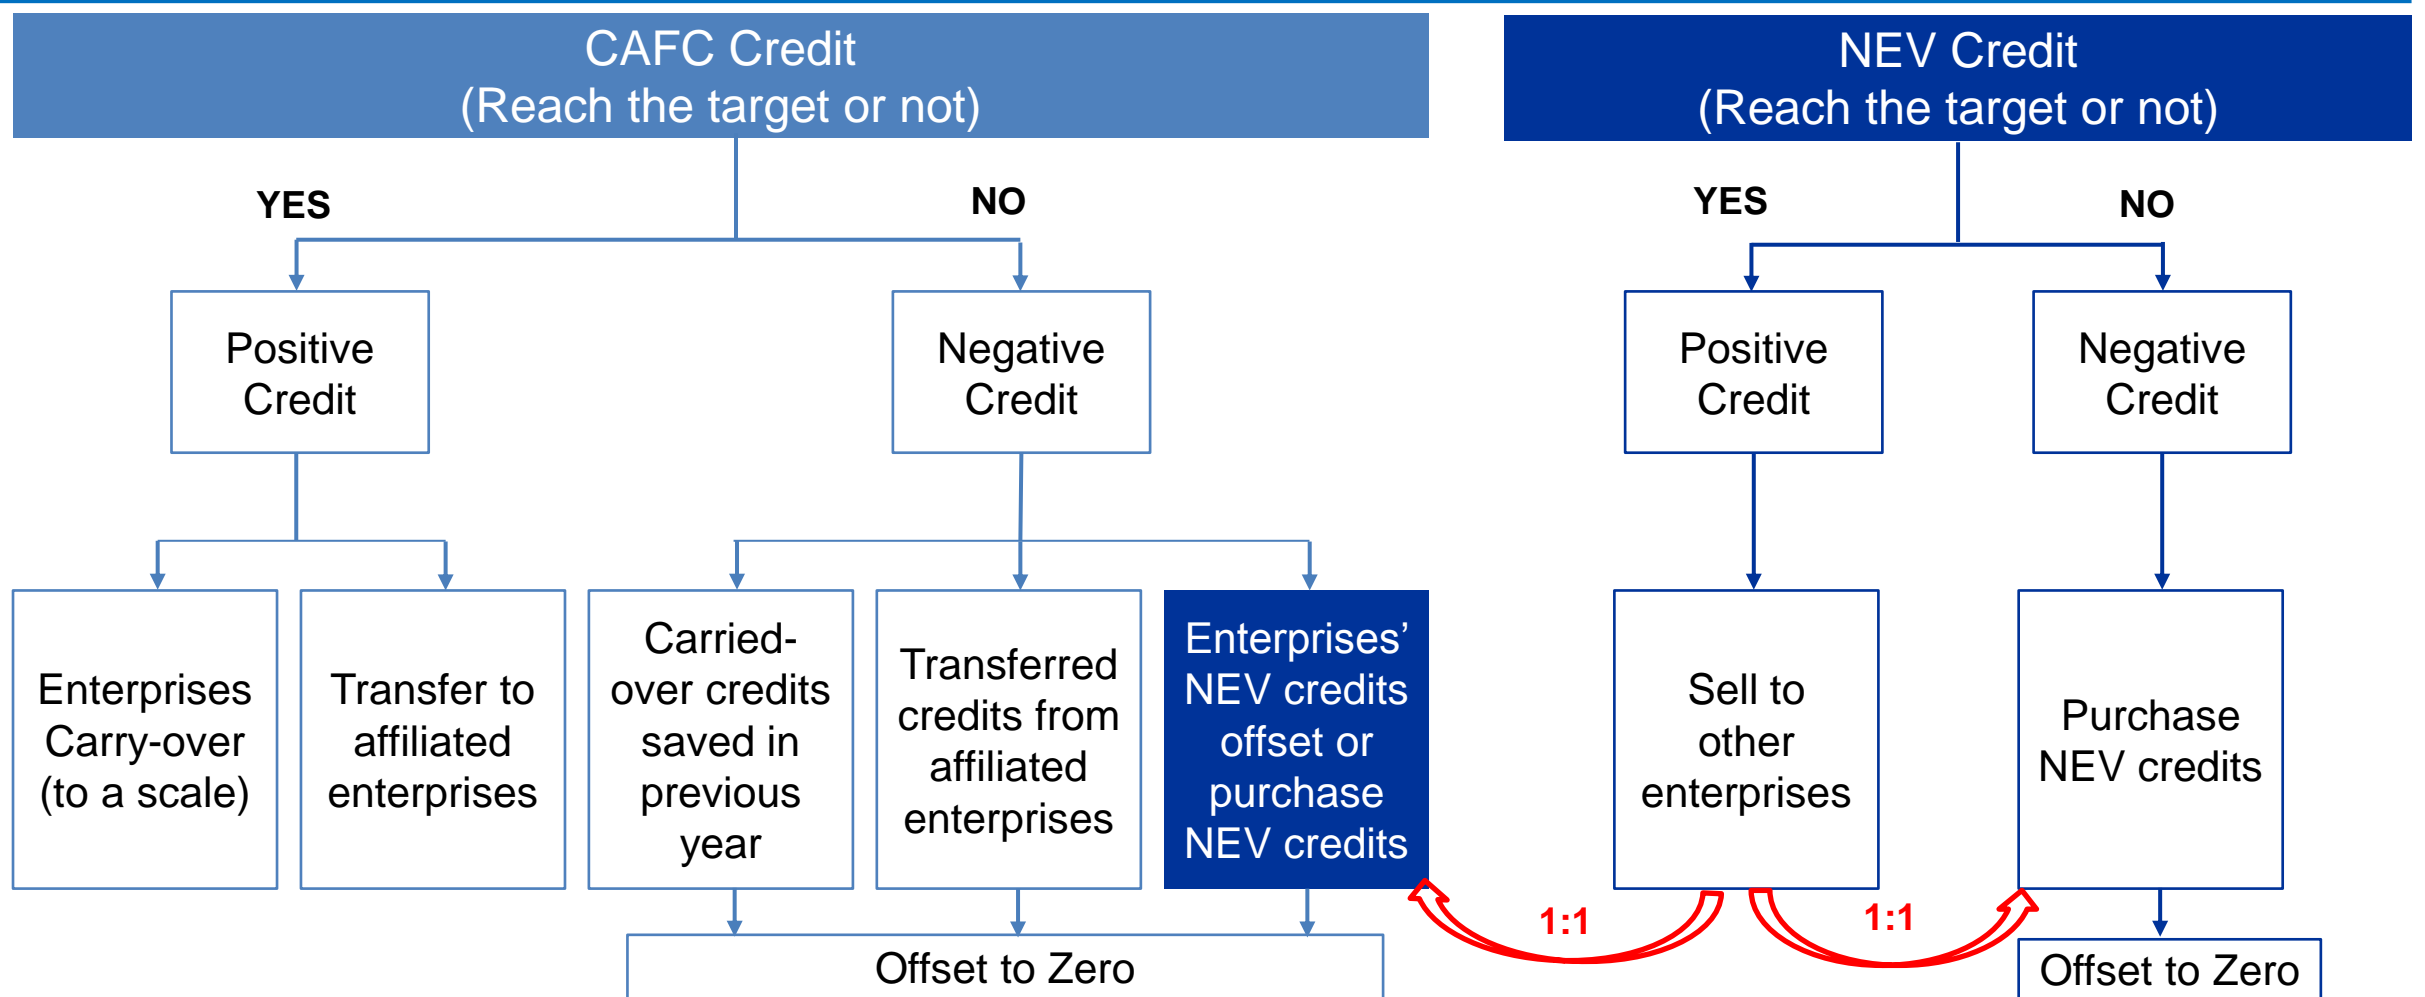 CAFC Credit
(Reach the target or not)
NEV Credit
(Reach the target or not)
YES
NO
YES
NO
Positive
Credit
Negative
Credit
Positive
Credit
Negative
Credit
Enterprises
Carry-over
(to a scale)
Transfer to
affiliated
enterprises
Carried-
over credits
saved in
previous
year
Transferred
credits from
affiliated
enterprises
Enterprises’
NEV credits
offset or
purchase
NEV credits
Sell to
other
enterprises
Purchase
NEV credits
1:1
1:1
Offset to Zero
Offset to Zero